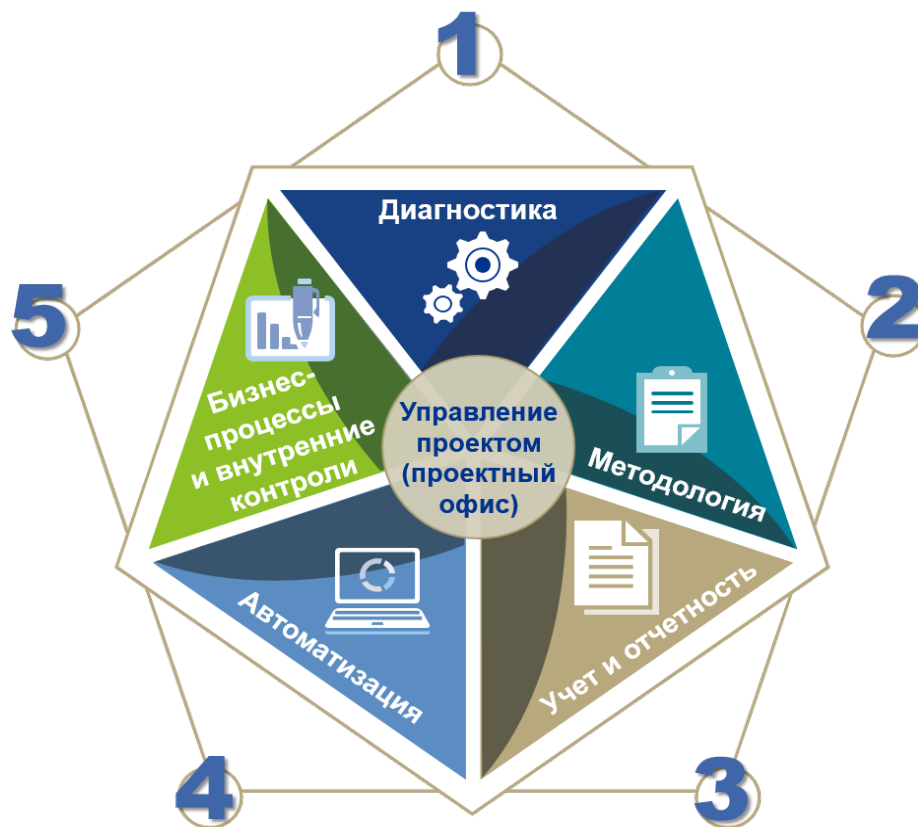 1
Диагностика
2
Методология
3
Учет и отчетность
4
Автоматизация
5
Бизнес-
процессы
и внутренние
контроли
Управление
проектом
(проектный
офис)